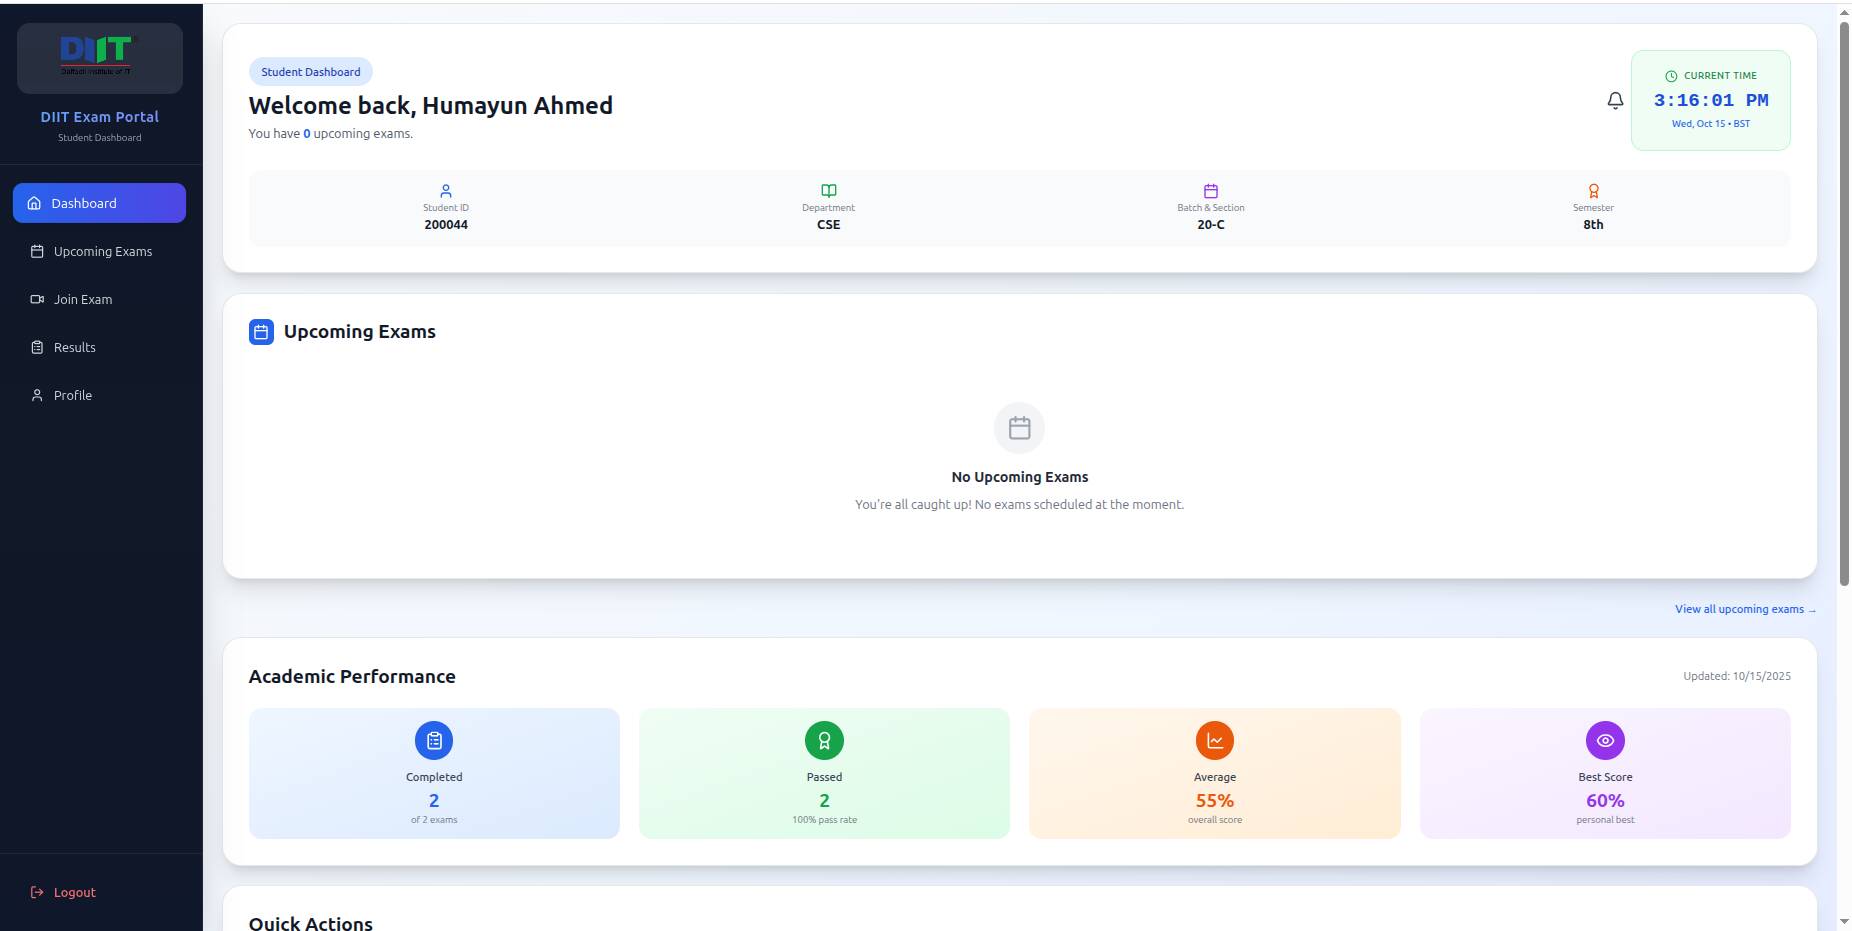 DIIT
Daffodil Institute of IT
DIIT Exam Portal
Student Dashboard
Dashboard
Upcoming Exams
Join Exam
Results
Profile
Logout
Student Dashboard
Welcome back, Humayun Ahmed
You have 0 upcoming exams.
CURRENT TIME
3:16:01 PM
Wed, Oct 15 • BST
Student ID
200044
Department
CSE
Batch & Section
20-C
Semester
8th
Upcoming Exams
No Upcoming Exams
You're all caught up! No exams scheduled at the moment.
View all upcoming exams →
Academic Performance
Updated: 10/15/2025
Completed
2
of 2 exams
Passed
2
100% pass rate
Average
55%
overall score
Best Score
60%
personal best
Quick Actions